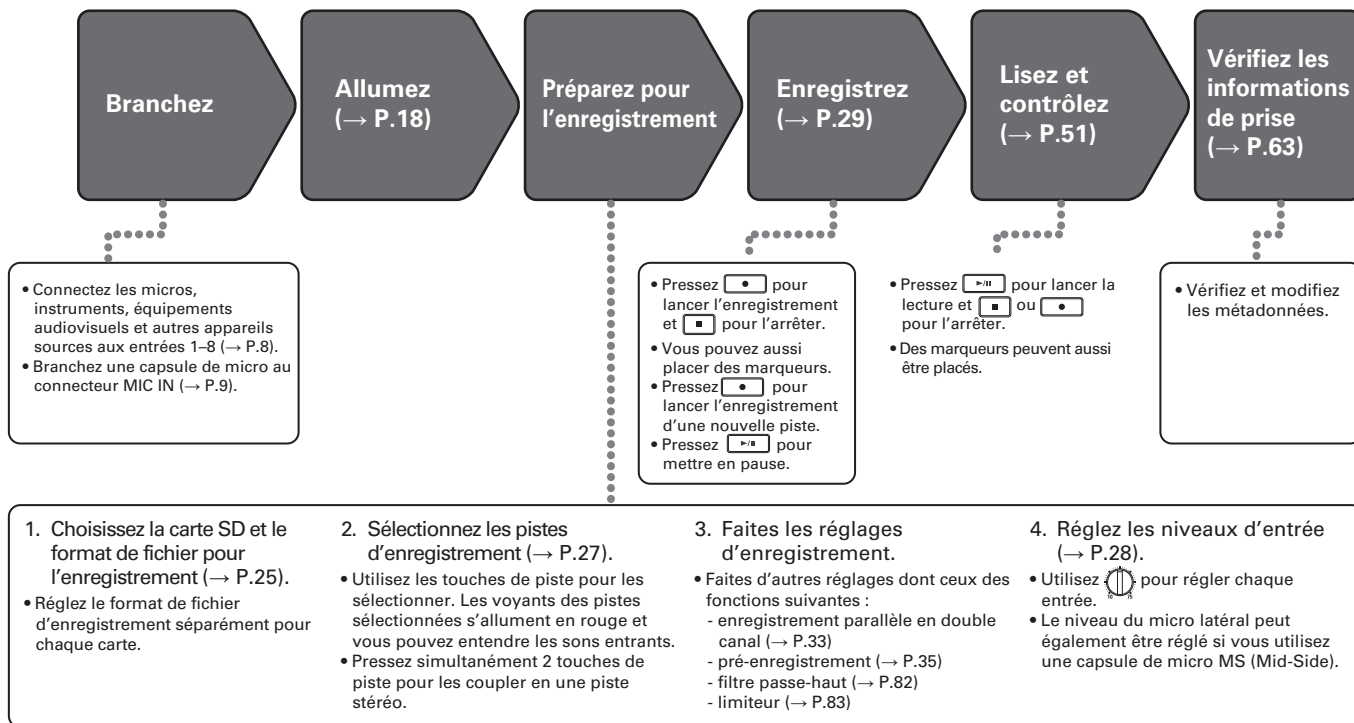 Branchez
Allumez
(→ P.18)
Préparez pour
l'enregistrement
Enregistrez
(→ P.29)
Lisez et
contrôlez
(→ P.51)
Vérifiez les
informations
de prise
(→ P.63)
• Connectez les micros,
instruments, équipements
audiovisuels et autres appareils
sources aux entrées 1–8 (→ P.8).
• Branchez une capsule de micro au
connecteur MIC IN (→ P.9).
• Pressez pour
lancer l'enregistrement
et pour l'arrêter.
• Vous pouvez aussi
placer des marqueurs.
• Pressez pour
lancer l'enregistrement
d'une nouvelle piste.
• Pressez pour
mettre en pause.
• Pressez pour lancer la
lecture et ou
pour l'arrêter.
• Des marqueurs peuvent aussi
être placés.
• Vérifiez et modifiez
les métadonnées.
1. Choisissez la carte SD et le
format de fichier pour
l'enregistrement (→ P.25).
• Réglez le format de fichier
d'enregistrement séparément pour
chaque carte.
2. Sélectionnez les pistes
d'enregistrement (→ P.27).
• Utilisez les touches de piste pour les
sélectionner. Les voyants des pistes
sélectionnées s'allument en rouge et
vous pouvez entendre les sons entrants.
• Pressez simultanément 2 touches de
piste pour les coupler en une piste
stéréo.
3. Faites les réglages
d'enregistrement.
• Faites d'autres réglages dont ceux des
fonctions suivantes :
- enregistrement parallèle en double
canal (→ P.33)
- pré-enregistrement (→ P.35)
- filtre passe-haut (→ P.82)
- limiteur (→ P.83)
4. Réglez les niveaux d'entrée
(→ P.28).
• Utilisez pour régler chaque
entrée.
• Le niveau du micro latéral peut
également être réglé si vous utilisez
une capsule de micro MS (Mid-Side).